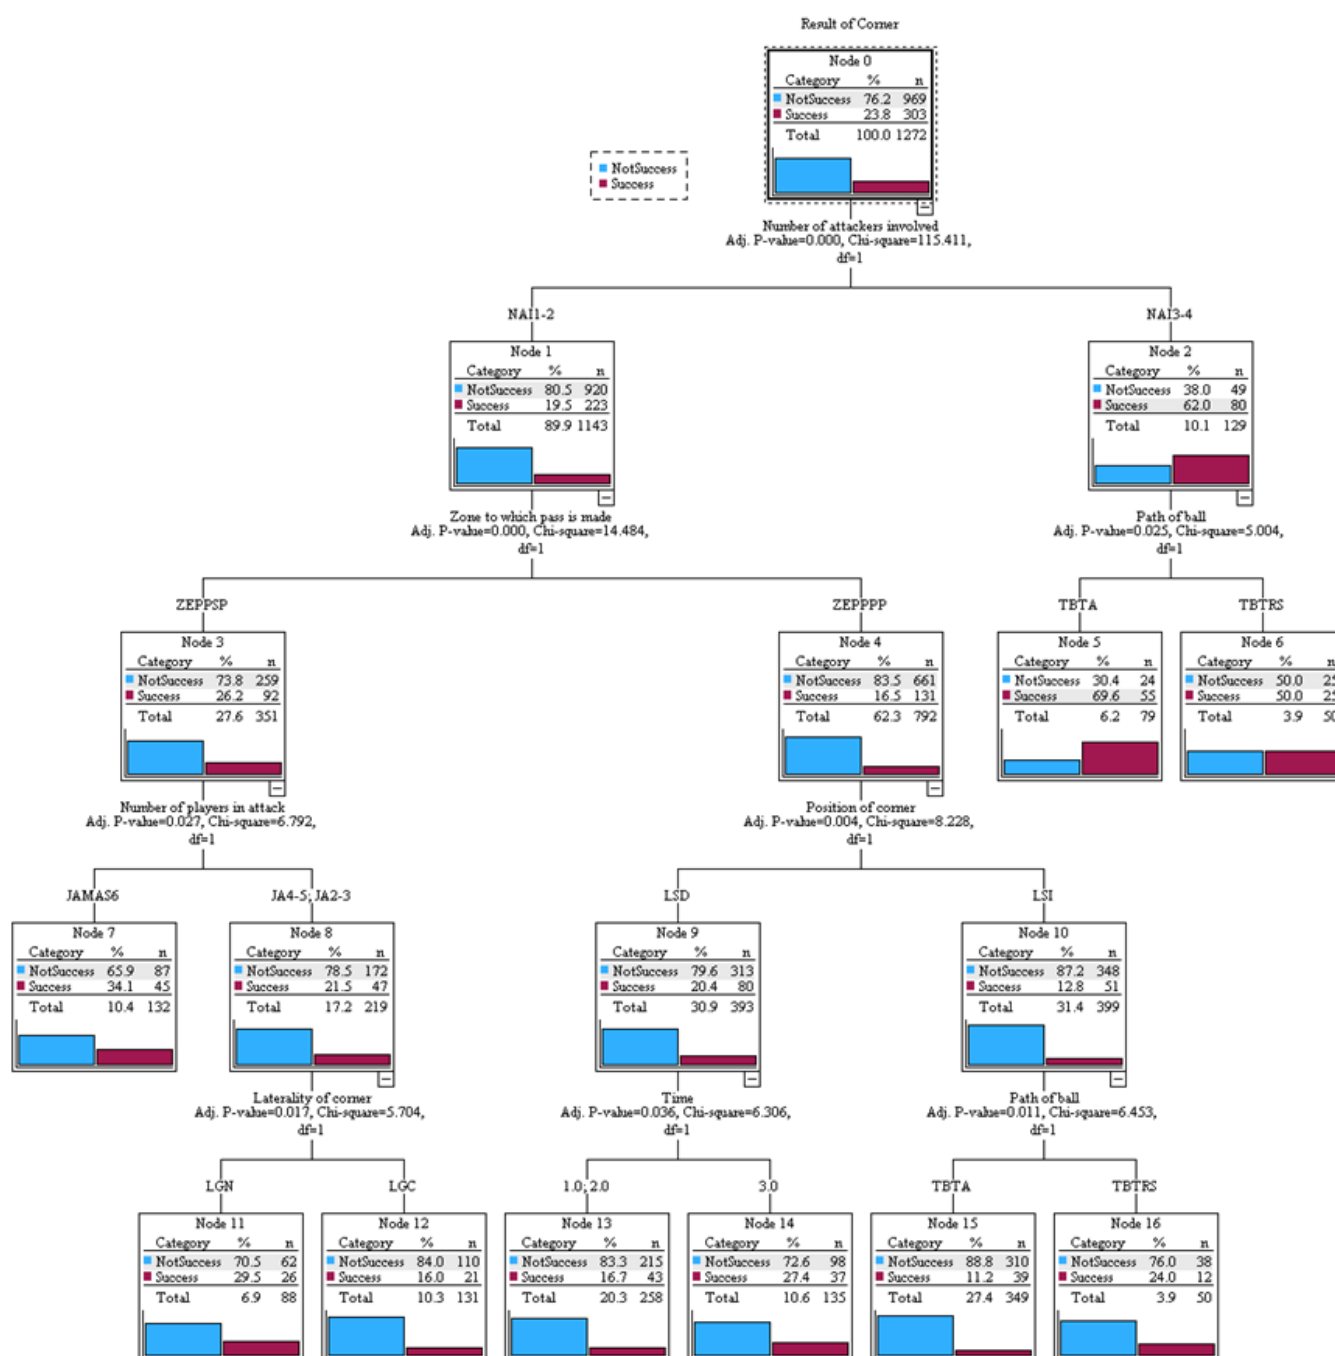 Result of Corner
Node 0
Category % n
NotSuccess 76.2 969
Success 23.8 303
Total 100.0 1272
NotSuccess
Success
Number of attackers involved
Adj. P-value=0.000, Chi-square=115.411,
df=1
NAI1-2
NAI3-4
Node 1
Category % n
NotSuccess 80.5 920
Success 19.5 223
Total 89.9 1143
Node 2
Category % n
NotSuccess 38.0 49
Success 62.0 80
Total 10.1 129
Zone to which pass is made
Adj. P-value=0.000, Chi-square=14.484,
df=1
Path of ball
Adj. P-value=0.025, Chi-square=5.004,
df=1
ZEPPSP
ZEPPPP
TBTA
TBTRS
Node 3
Category % n
NotSuccess 73.8 259
Success 26.2 92
Total 27.6 351
Node 4
Category % n
NotSuccess 83.5 661
Success 16.5 131
Total 62.3 792
Node 5
Category % n
NotSuccess 30.4 24
Success 69.6 55
Total 6.2 79
Node 6
Category % n
NotSuccess 50.0 25
Success 50.0 25
Total 3.9 50
Number of players in attack
Adj. P-value=0.027, Chi-square=6.792,
df=1
Position of corner
Adj. P-value=0.004, Chi-square=8.228,
df=1
JAMAS6
JA4-5; JA2-3
LSD
LSI
Node 7
Category % n
NotSuccess 65.9 87
Success 34.1 45
Total 10.4 132
Node 8
Category % n
NotSuccess 78.5 172
Success 21.5 47
Total 17.2 219
Node 9
Category % n
NotSuccess 79.6 313
Success 20.4 80
Total 30.9 393
Node 10
Category % n
NotSuccess 87.2 348
Success 12.8 51
Total 31.4 399
Laterality of corner
Adj. P-value=0.017, Chi-square=5.704,
df=1
Time
Adj. P-value=0.036, Chi-square=6.306,
df=1
Path of ball
Adj. P-value=0.011, Chi-square=6.453,
df=1
LGN
LGC
1.0; 2.0
3.0
TBTA
TBTRS
Node 11
Category % n
NotSuccess 70.5 62
Success 29.5 26
Total 6.9 88
Node 12
Category % n
NotSuccess 84.0 110
Success 16.0 21
Total 10.3 131
Node 13
Category % n
NotSuccess 83.3 215
Success 16.7 43
Total 20.3 258
Node 14
Category % n
NotSuccess 72.6 98
Success 27.4 37
Total 10.6 135
Node 15
Category % n
NotSuccess 88.8 310
Success 11.2 39
Total 27.4 349
Node 16
Category % n
NotSuccess 76.0 38
Success 24.0 12
Total 3.9 50